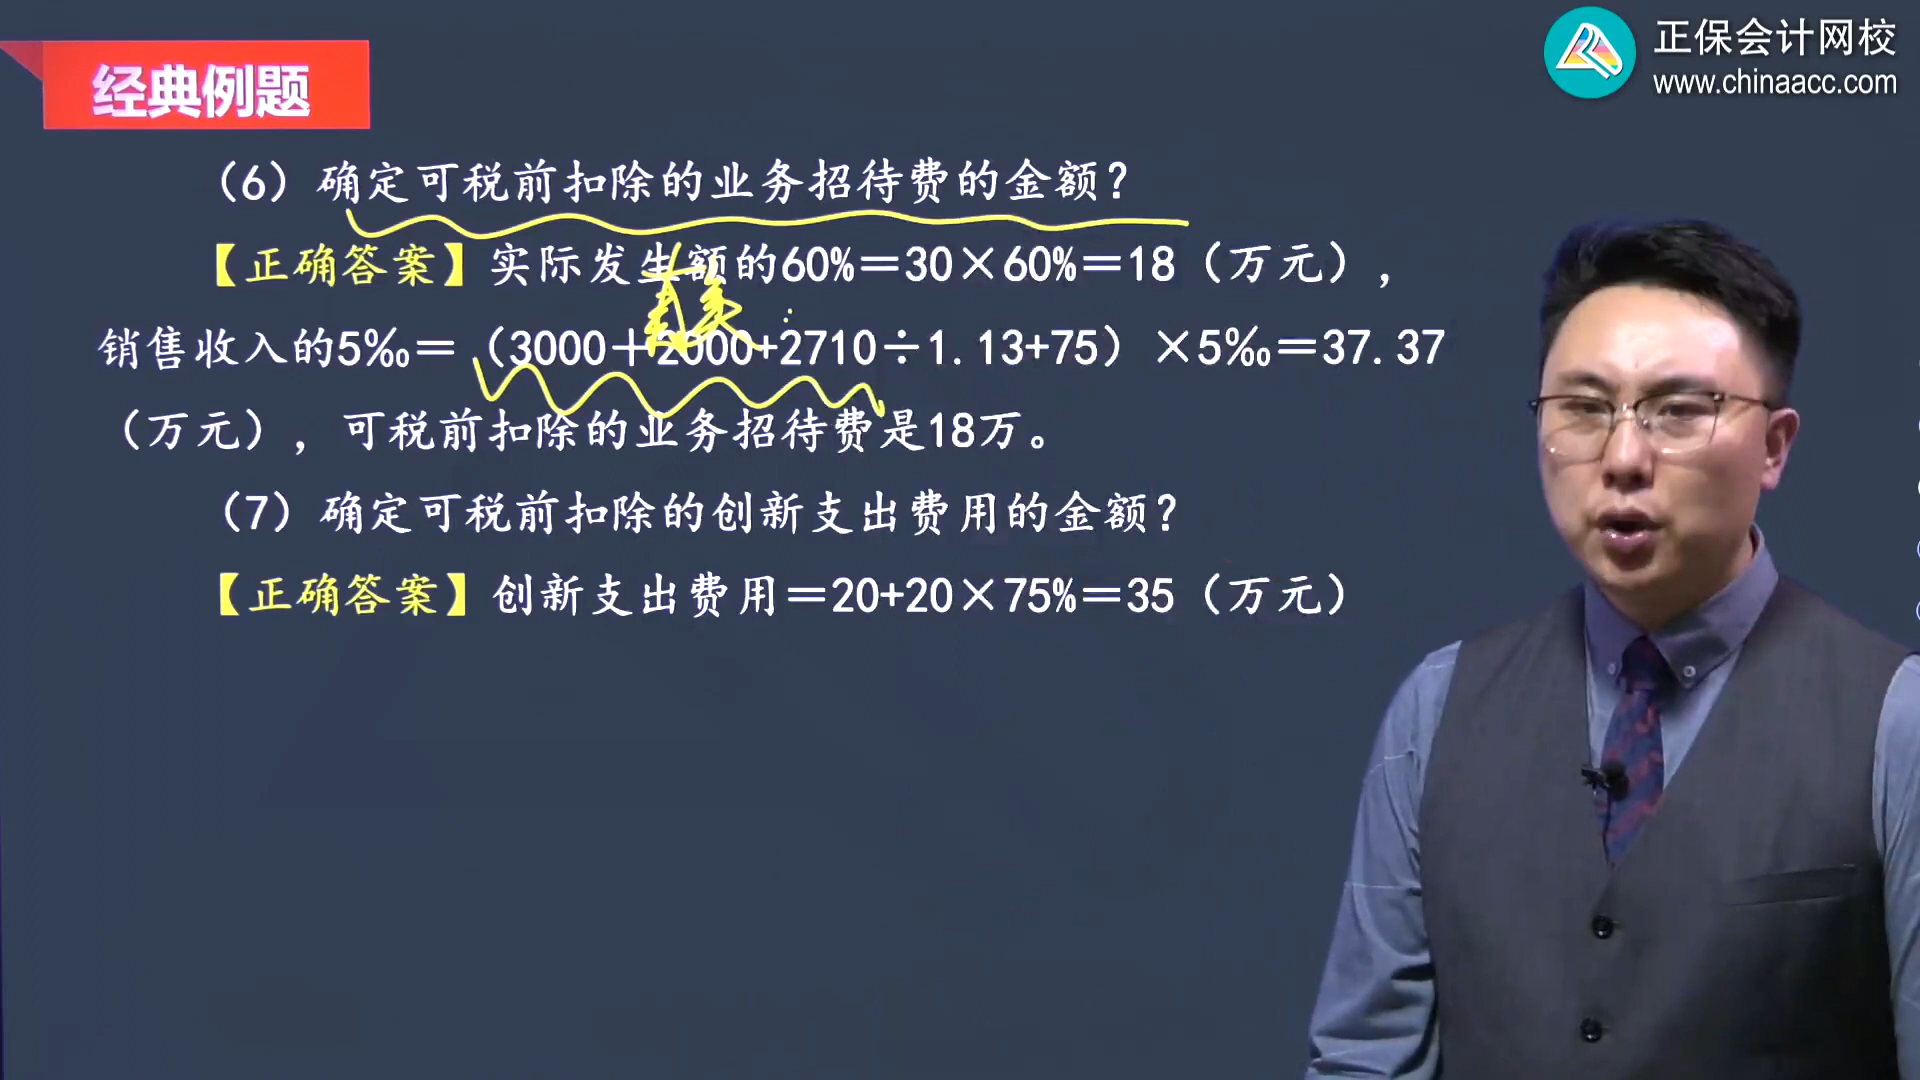 正保会计网校
www.chinaacc.com
经典例题
（6）确定可税前扣除的业务招待费的金额？
【正确答案】实际发生额的60%＝30×60%＝18（万元），
销售收入的5‰＝（3000＋2000+2710÷1.13+75）×5‰＝37.37
（万元），可税前扣除的业务招待费是18万。
（7）确定可税前扣除的创新支出费用的金额？
【正确答案】创新支出费用＝20+20×75%＝35（万元）